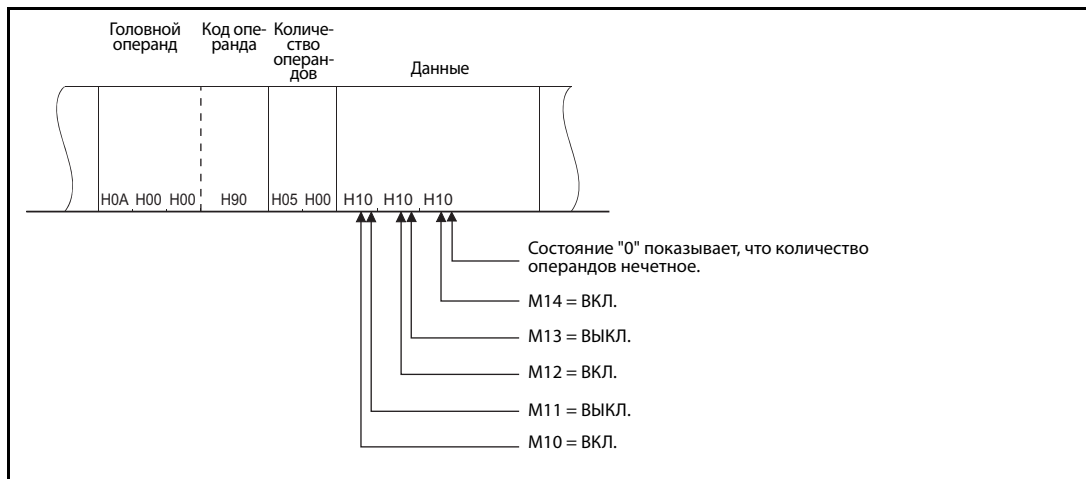 Головной
операнд
Код опе-
ранда
Количе-
ство
операн-
дов
Данные
H0A H00 H00 H90 H05 H00 H10 H10 H10
Состояние "0" показывает, что количество
операндов нечетное.
M14 = ВКЛ.
M13 = ВЫКЛ.
M12 = ВКЛ.
M11 = ВЫКЛ.
M10 = ВКЛ.